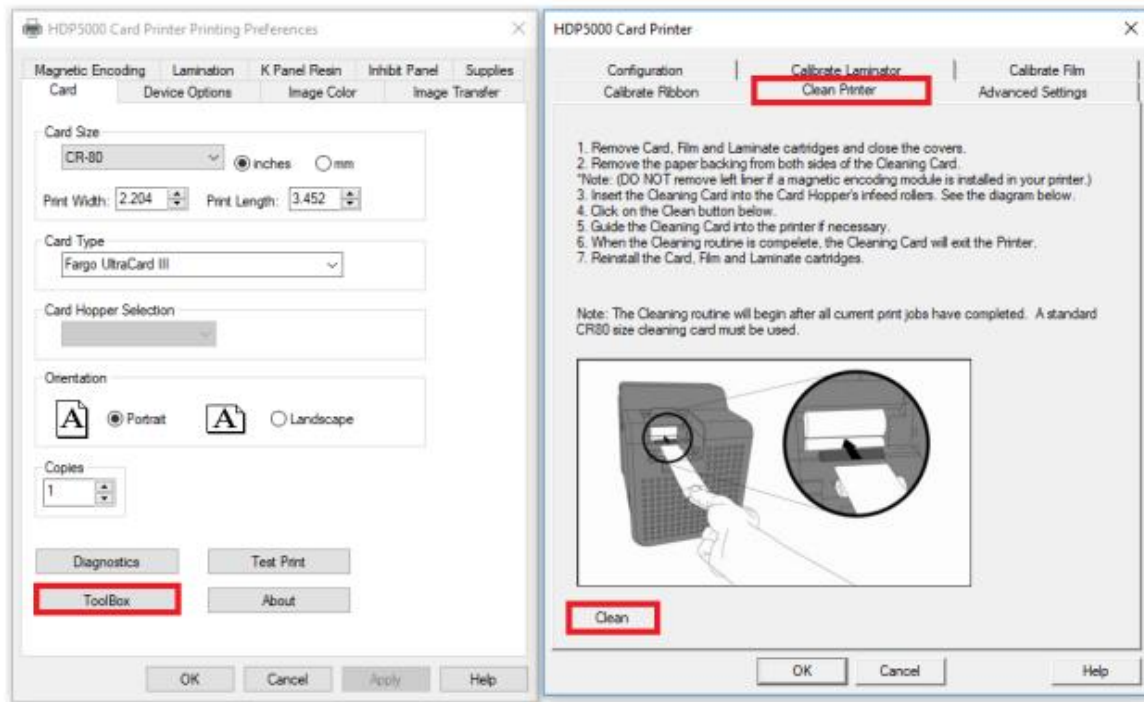 HDP5000 Card Printer Printing Preferences
Magnetic Encoding Lamination K Panel Resin Inhibit Panel Supplies
Card Device Options Image Color Image Transfer
Card Size
CR-80
inches mm
Print Width: 2.204 Print Length: 3.452
Card Type
Fargo UltraCard III
Card Hopper Selection
Orientation
A Portrait A Landscape
Copies
1
Diagnostics Test Print
ToolBox About
OK Cancel Apply Help
HDP5000 Card Printer
Configuration Calibrate Laminator Calibrate Film
Calibrate Ribbon Clean Printer Advanced Settings
1. Remove Card, Film and Laminate cartridges and close the covers.
2. Remove the paper backing from both sides of the Cleaning Card.
*Note: (DO NOT remove left liner if a magnetic encoding module is installed in your printer.)
3. Insert the Cleaning Card into the Card Hopper's infeed rollers. See the diagram below.
4. Click on the Clean button below.
5. Guide the Cleaning Card into the printer if necessary.
6. When the Cleaning routine is compelete, the Cleaning Card will exit the Printer.
7. Reinstall the Card, Film and Laminate cartridges.
Note: The Cleaning routine will begin after all current print jobs have completed. A standard
CR80 size cleaning card must be used.
Clean
OK Cancel Help